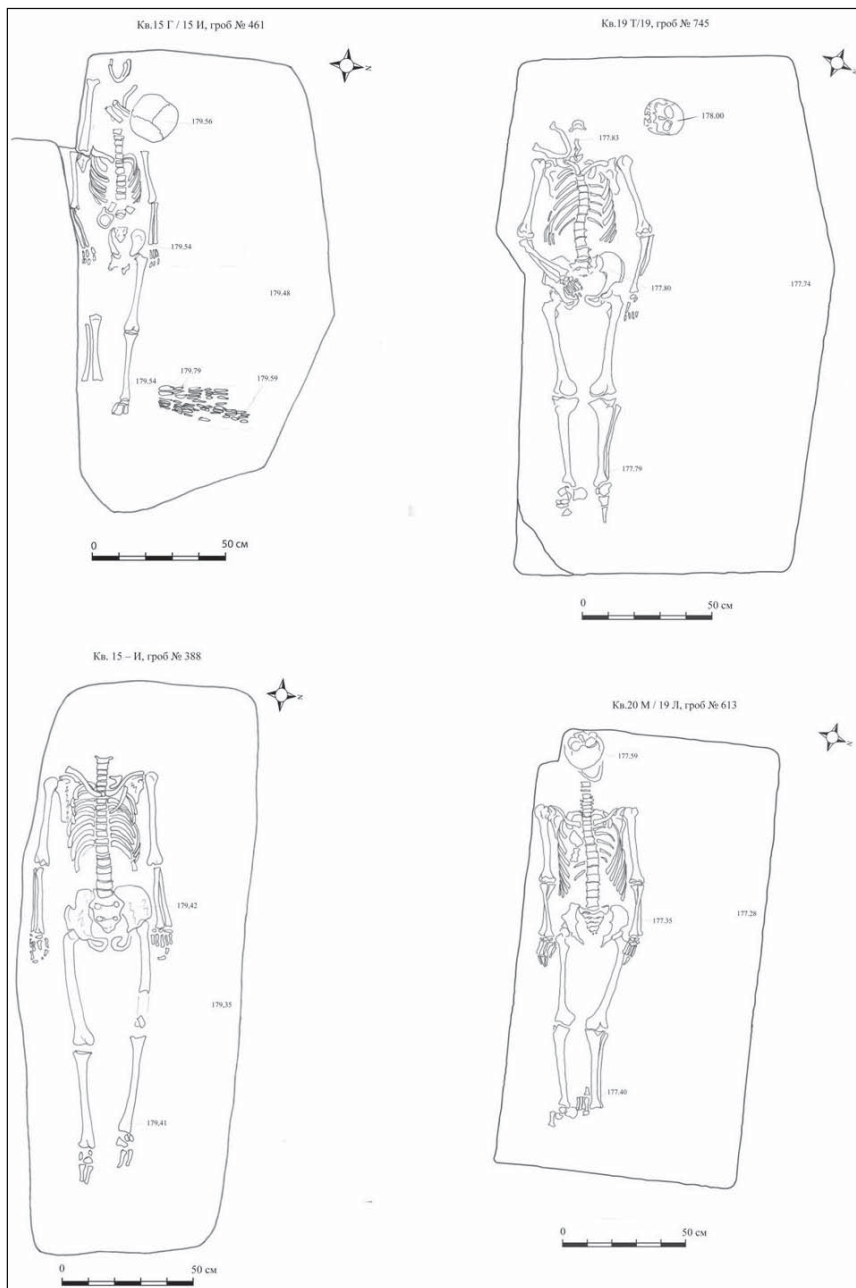 Кв.15 Г / 15 И, гроб № 461
N
179.56
179.54
179.48
179.79
179.54
179.59
0
50 см
Кв.19 Т/19, гроб № 745
N
178.00
177.83
177.80
177.74
177.79
0
50 см
Кв. 15 – И, гроб № 388
N
179,42
179,35
179,41
0
50 см
Кв.20 М / 19 Л, гроб № 613
N
177.59
177.35
177.28
177.40
0
50 см